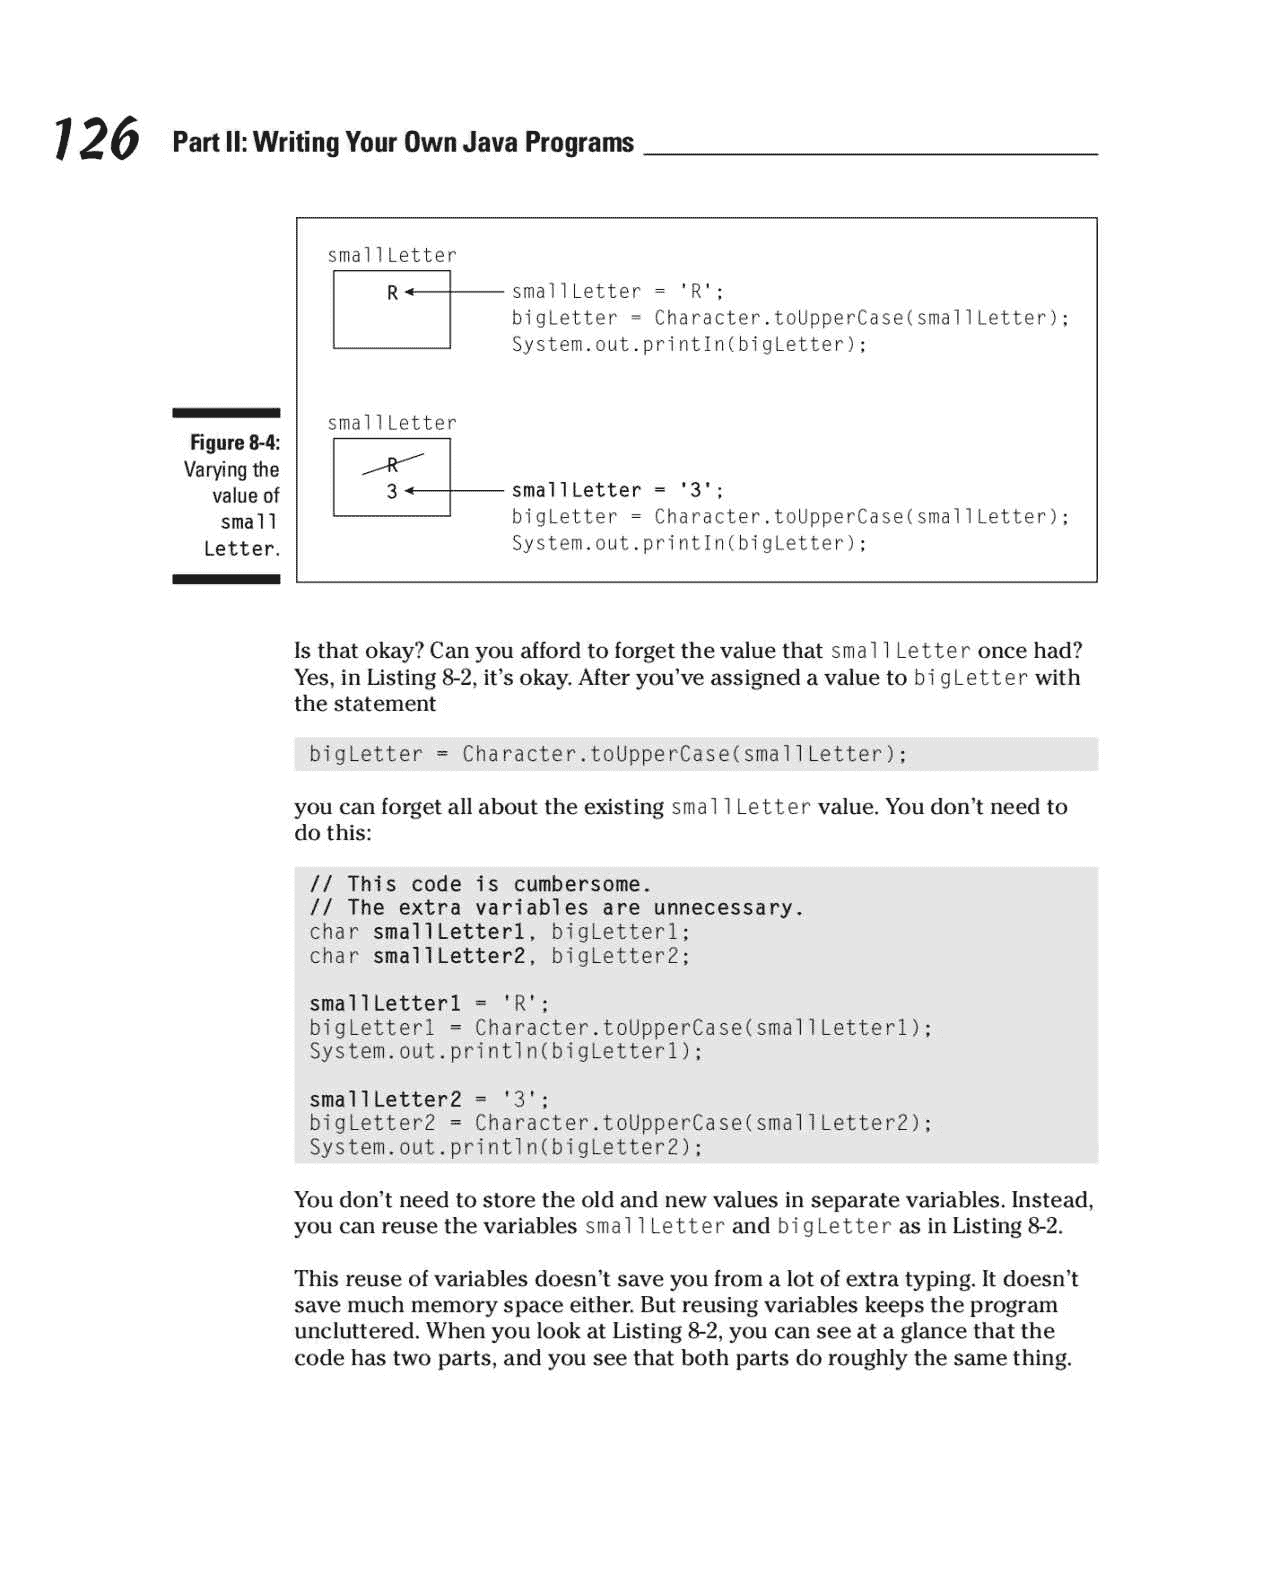 126 Part II: Writing Your Own Java Programs
smallLetter
R
smallLetter = 'R';
bigLetter = Character.toUpperCase(smallLetter);
System.out.printIn(bigLetter);
smallLetter
R
3
smallLetter = '3';
bigLetter = Character.toUpperCase(smallLetter);
System.out.printIn(bigLetter);
Figure 8-4:
Varying the
value of
small
Letter.
Is that okay? Can you afford to forget the value that smallLetter once had?
Yes, in Listing 8-2, it's okay. After you've assigned a value to bigLetter with
the statement
bigLetter = Character.toUpperCase(smallLetter);
you can forget all about the existing smallLetter value. You don't need to
do this:
// This code is cumbersome.
// The extra variables are unnecessary.
char smallLetter1, bigLetter1;
char smallLetter2, bigLetter2;
smallLetter1 = 'R';
bigLetter1 = Character.toUpperCase(smallLetter1);
System.out.println(bigLetter1);
smallLetter2 = '3';
bigLetter2 = Character.toUpperCase(smallLetter2);
System.out.println(bigLetter2);
You don't need to store the old and new values in separate variables. Instead,
you can reuse the variables smallLetter and bigLetter as in Listing 8-2.
This reuse of variables doesn't save you from a lot of extra typing. It doesn't
save much memory space either. But reusing variables keeps the program
uncluttered. When you look at Listing 8-2, you can see at a glance that the
code has two parts, and you see that both parts do roughly the same thing.